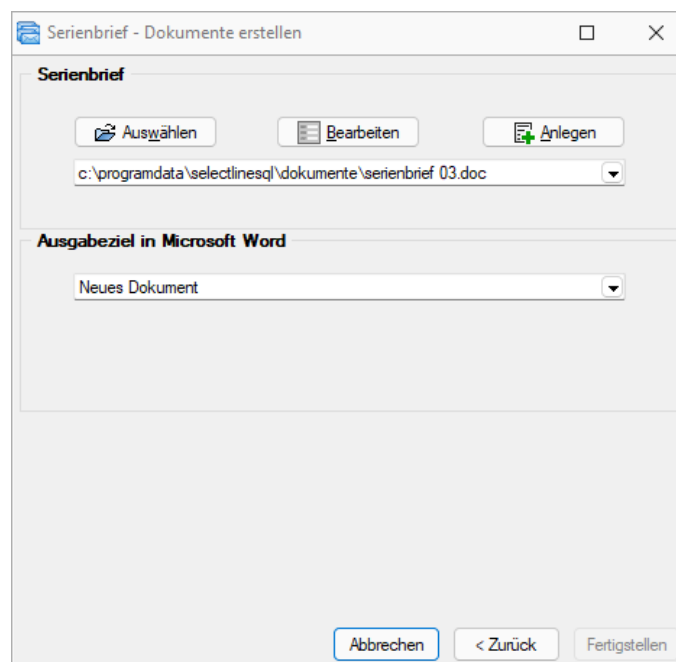 Serienbrief - Dokumente erstellen
Serienbrief
Auswählen
Bearbeiten
Anlegen
c:\programdata\selectlinesql\dokumente\serienbrief 03.doc
Ausgabeziel in Microsoft Word
Neues Dokument
Abbrechen
< Zurück
Fertigstellen